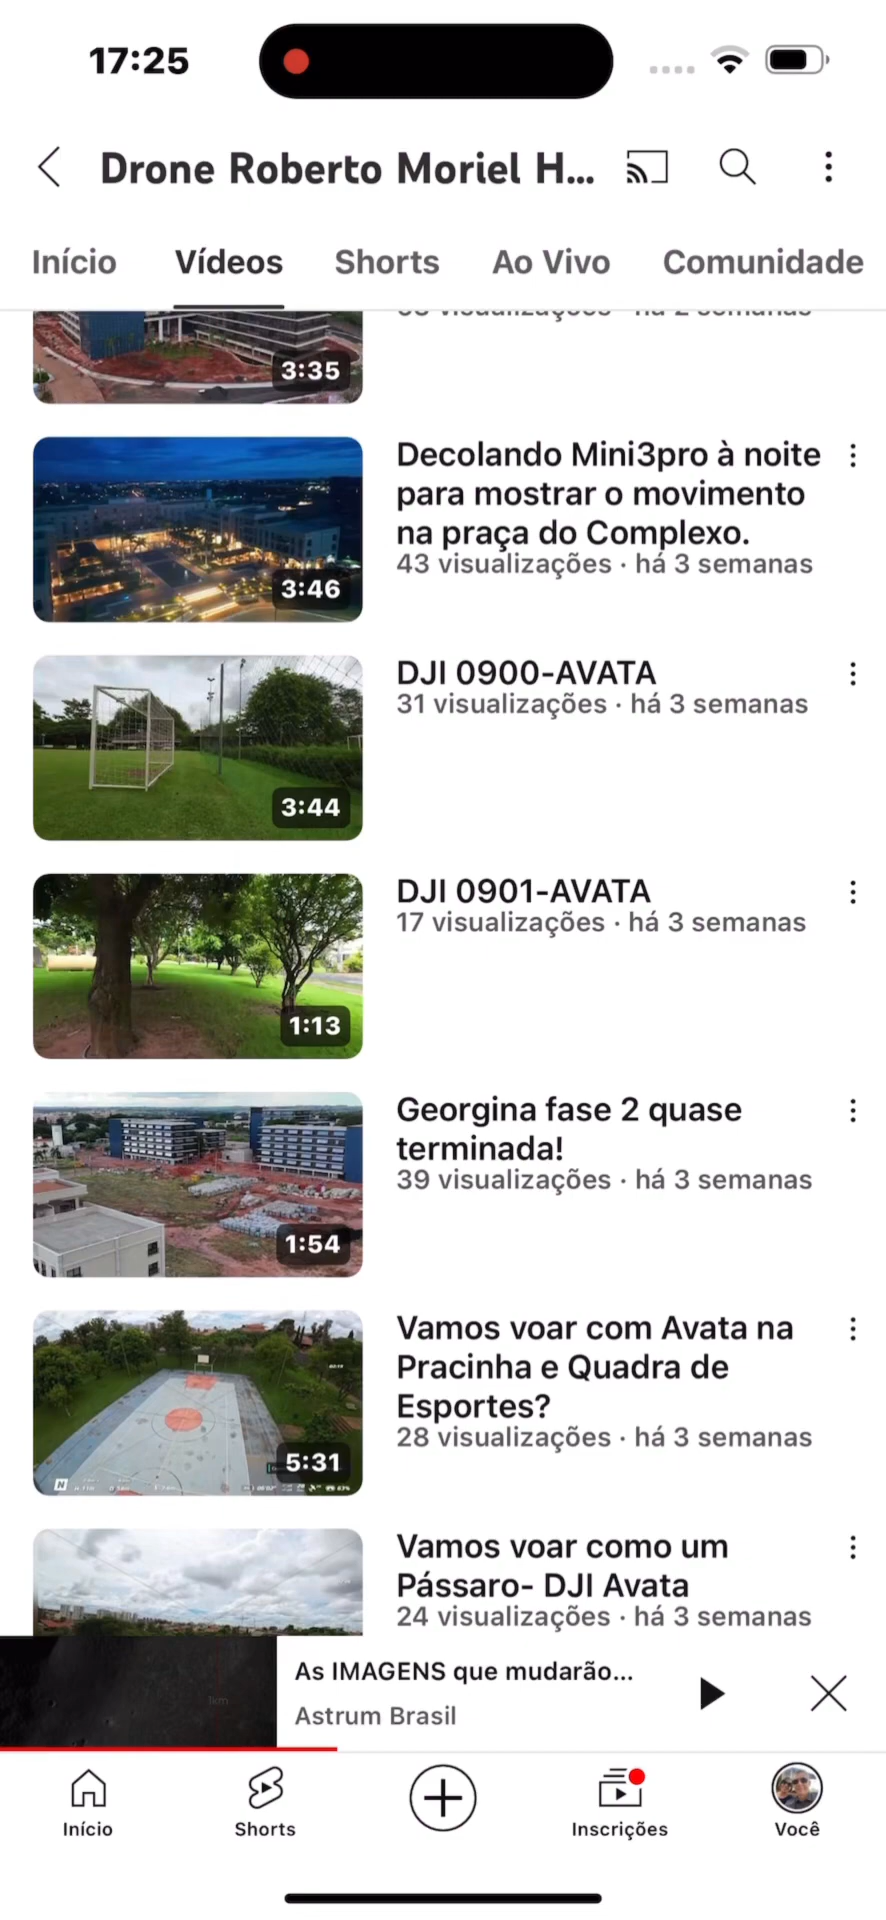 17:25
Drone Roberto Moriel H...
Início Vídeos Shorts Ao Vivo Comunidade
visualizações · há 2 semanas
3:35
Decolando Mini3pro à noite
para mostrar o movimento
na praça do Complexo.
43 visualizações · há 3 semanas
3:46
DJI 0900-AVATA
31 visualizações · há 3 semanas
3:44
DJI 0901-AVATA
17 visualizações · há 3 semanas
1:13
Georgina fase 2 quase
terminada!
39 visualizações · há 3 semanas
1:54
Vamos voar com Avata na
Pracinha e Quadra de
Esportes?
28 visualizações · há 3 semanas
5:31
Vamos voar como um
Pássaro- DJI Avata
24 visualizações · há 3 semanas
1km
As IMAGENS que mudarão...
Astrum Brasil
Início Shorts Inscrições Você